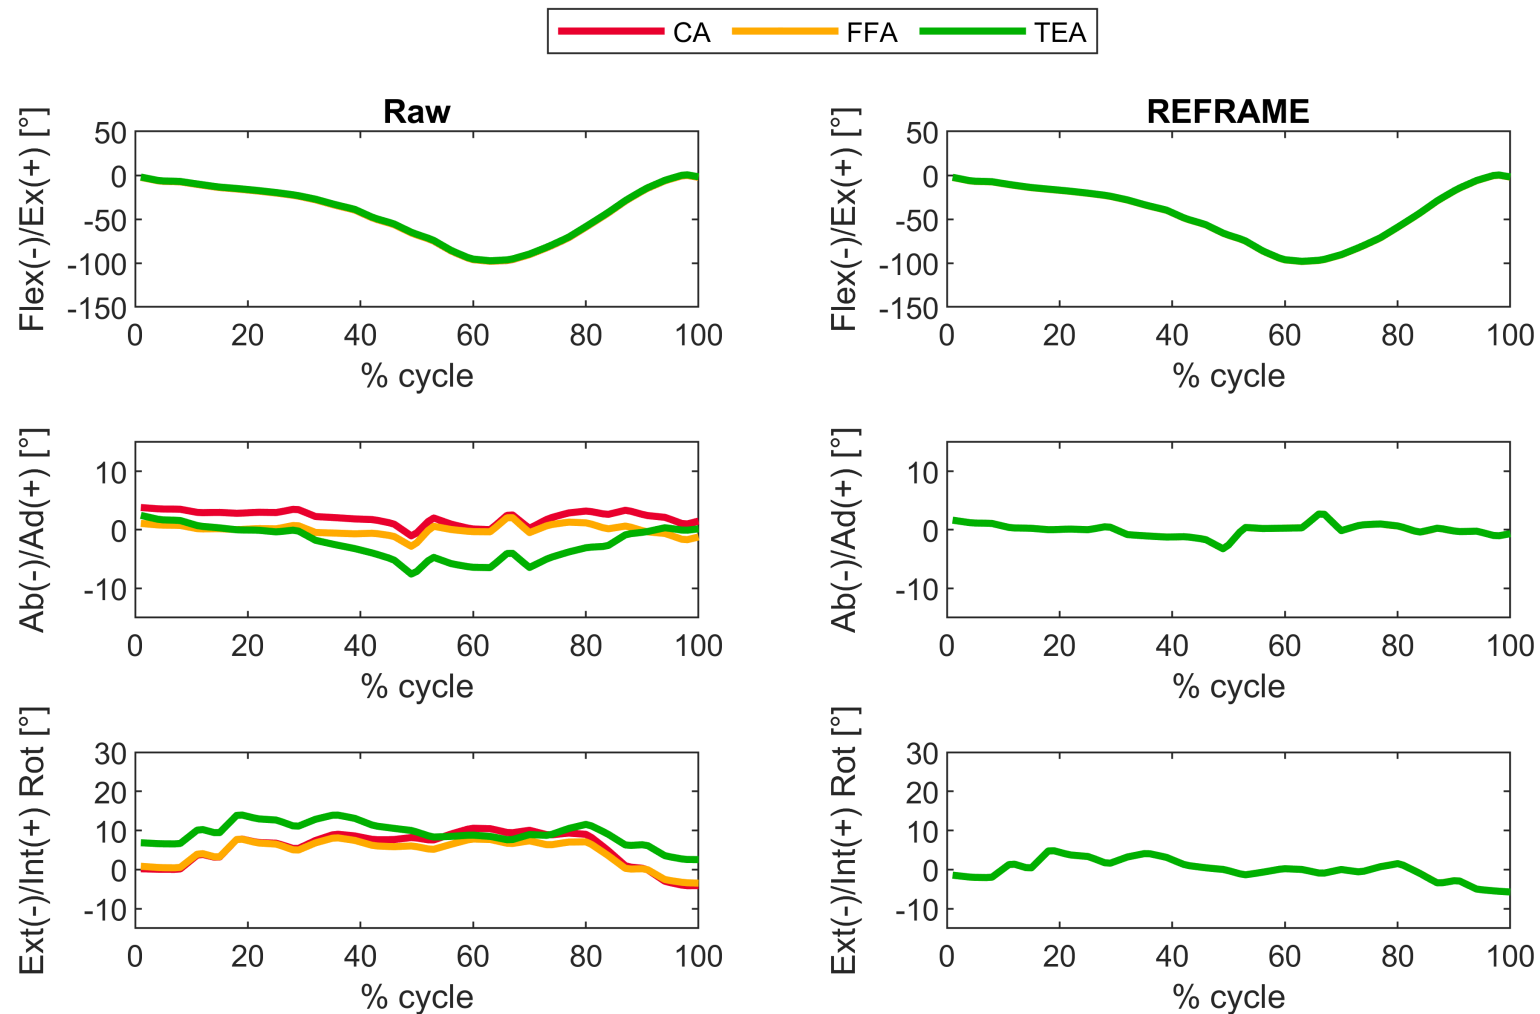 CA FFA TEA
Raw
Flex(-)/Ex(+) [°]
50
0
-50
-100
-150
0 20 40 60 80 100
% cycle
REFRAME
Flex(-)/Ex(+) [°]
50
0
-50
-100
-150
0 20 40 60 80 100
% cycle
Ab(-)/Ad(+) [°]
10
0
-10
0 20 40 60 80 100
% cycle
Ab(-)/Ad(+) [°]
10
0
-10
0 20 40 60 80 100
% cycle
Ext(-)/Int(+) Rot [°]
30
20
10
0
-10
0 20 40 60 80 100
% cycle
Ext(-)/Int(+) Rot [°]
30
20
10
0
-10
0 20 40 60 80 100
% cycle